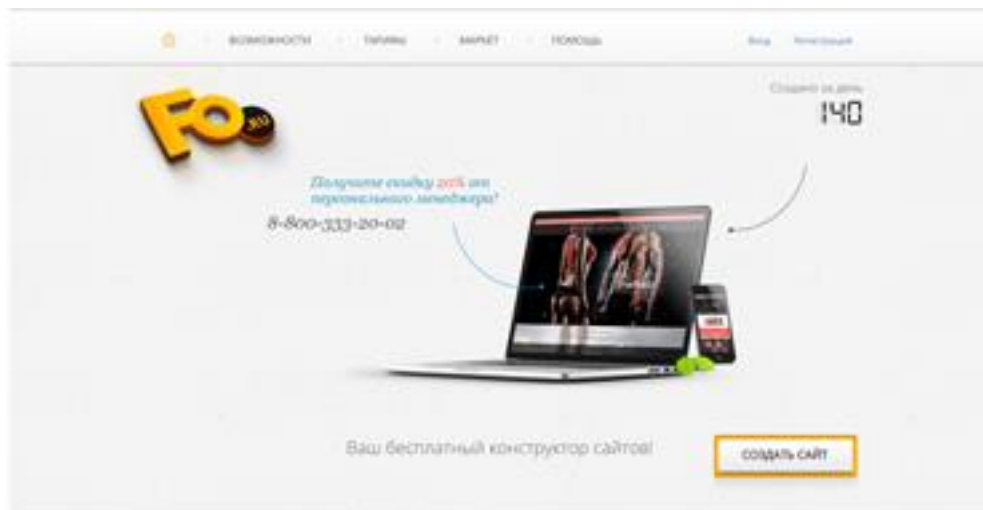 ВОЗМОЖНОСТИ ТАРИФЫ МАРКЕТ ПОМОЩЬ Вход Регистрация
Fo.RU
Создано за день
140
Получите скидку 20% от
персонального менеджера!
8-800-333-20-02
Ваш бесплатный конструктор сайтов!
СОЗДАТЬ САЙТ